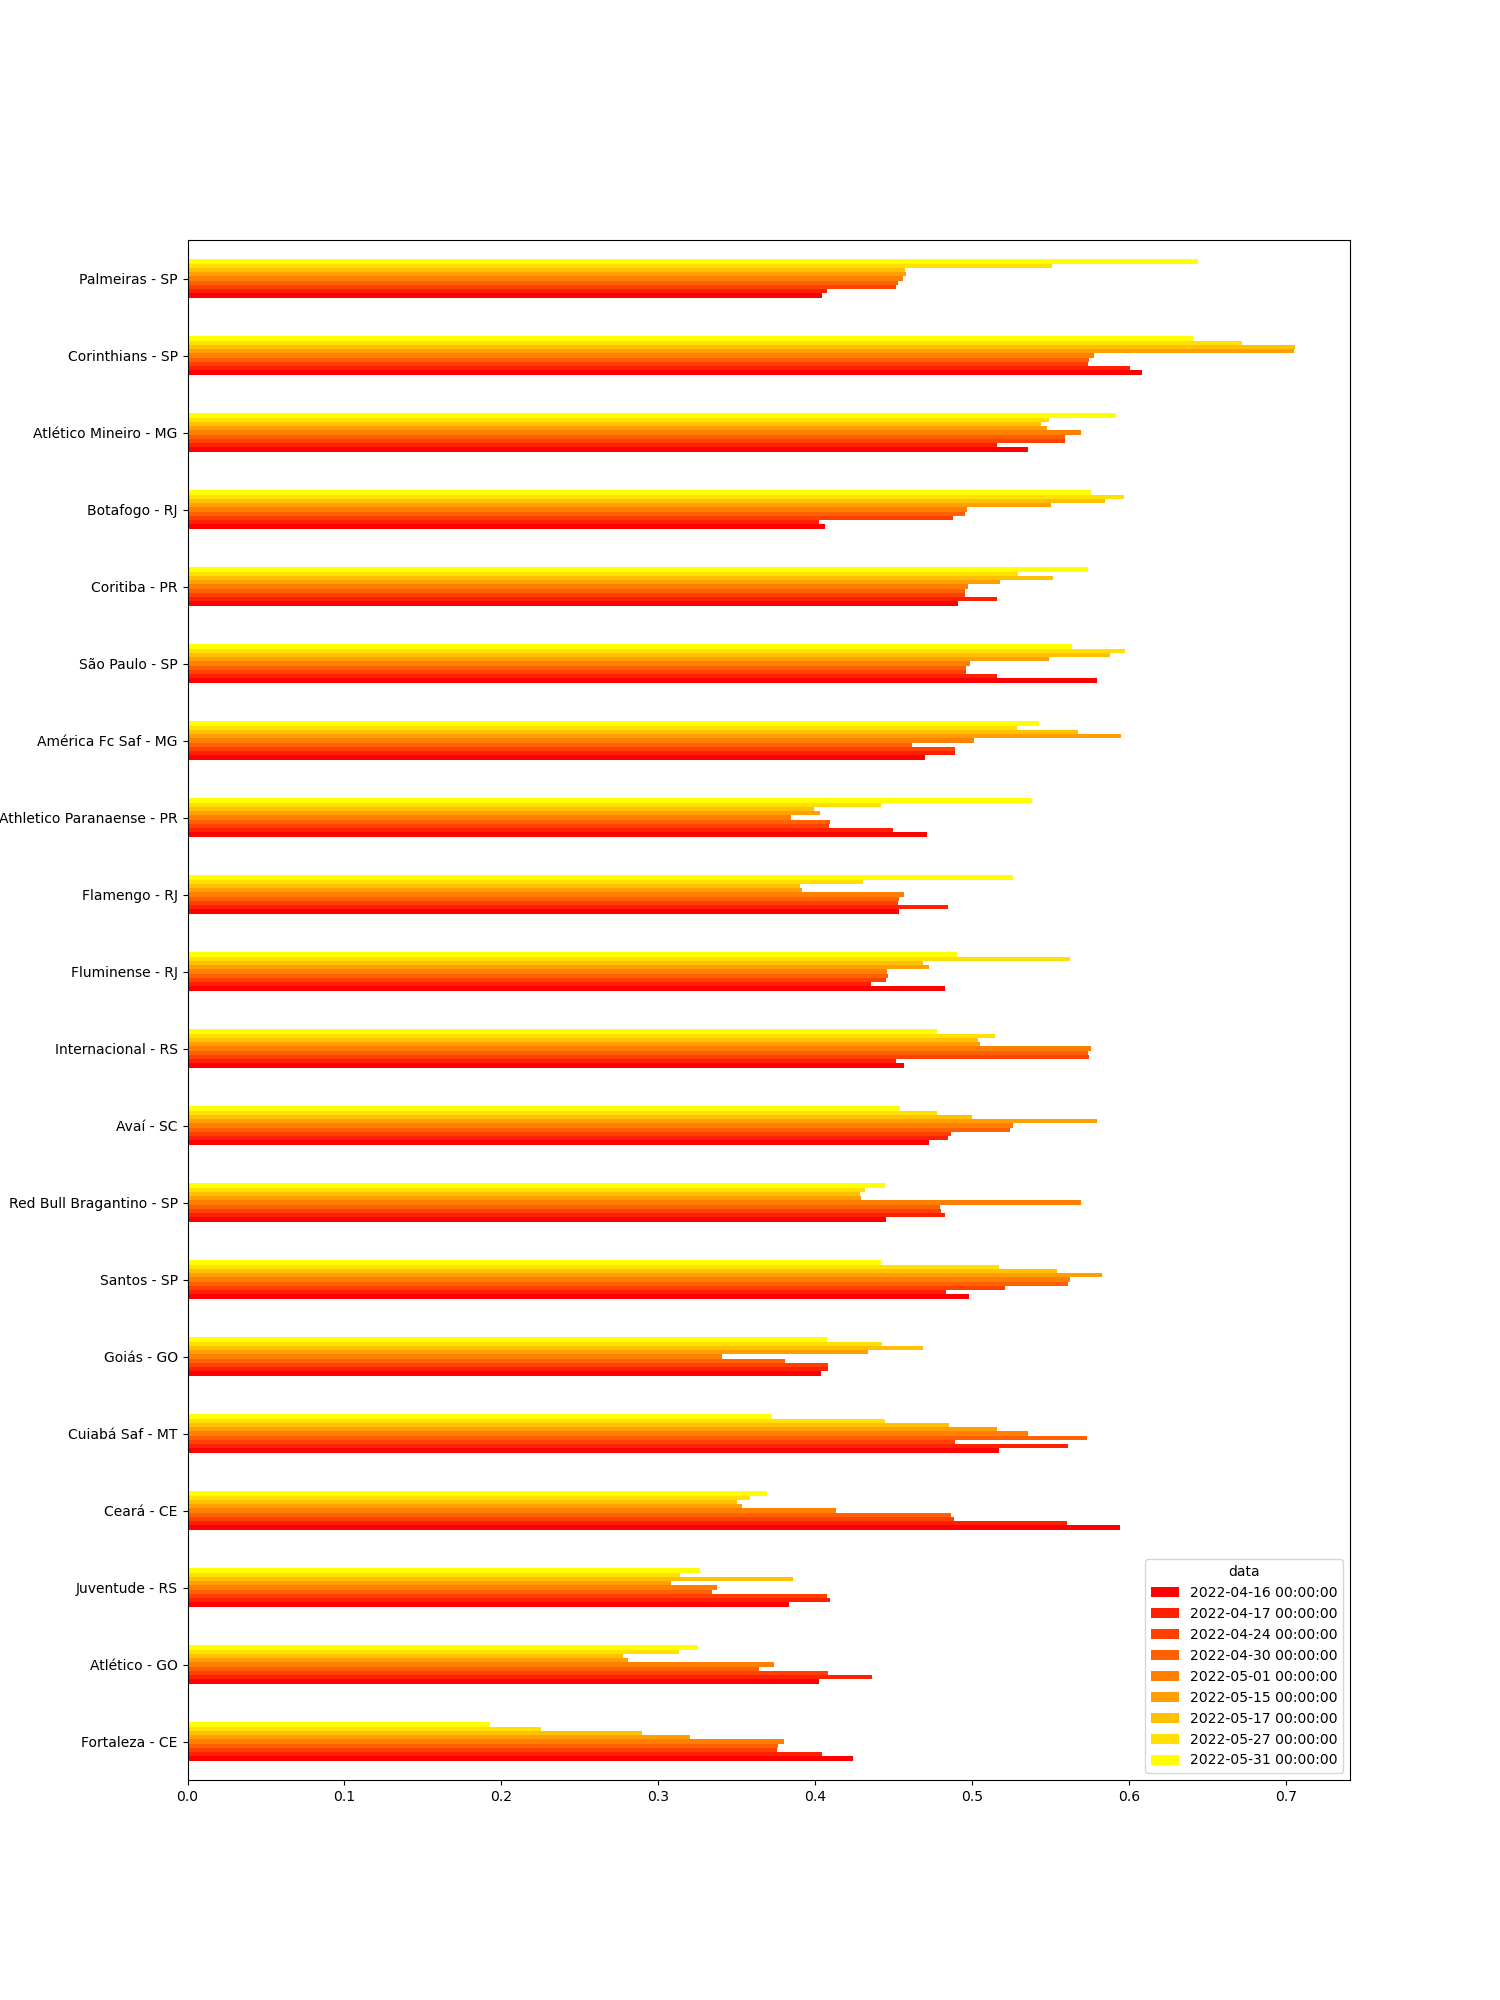 Palmeiras - SP
Corinthians - SP
Atlético Mineiro - MG
Botafogo - RJ
Coritiba - PR
São Paulo - SP
América Fc Saf - MG
Athletico Paranaense - PR
Flamengo - RJ
Fluminense - RJ
Internacional - RS
Avaí - SC
Red Bull Bragantino - SP
Santos - SP
Goiás - GO
Cuiabá Saf - MT
Ceará - CE
Juventude - RS
Atlético - GO
Fortaleza - CE
data
2022-04-16 00:00:00
2022-04-17 00:00:00
2022-04-24 00:00:00
2022-04-30 00:00:00
2022-05-01 00:00:00
2022-05-15 00:00:00
2022-05-17 00:00:00
2022-05-27 00:00:00
2022-05-31 00:00:00
0.0 0.1 0.2 0.3 0.4 0.5 0.6 0.7